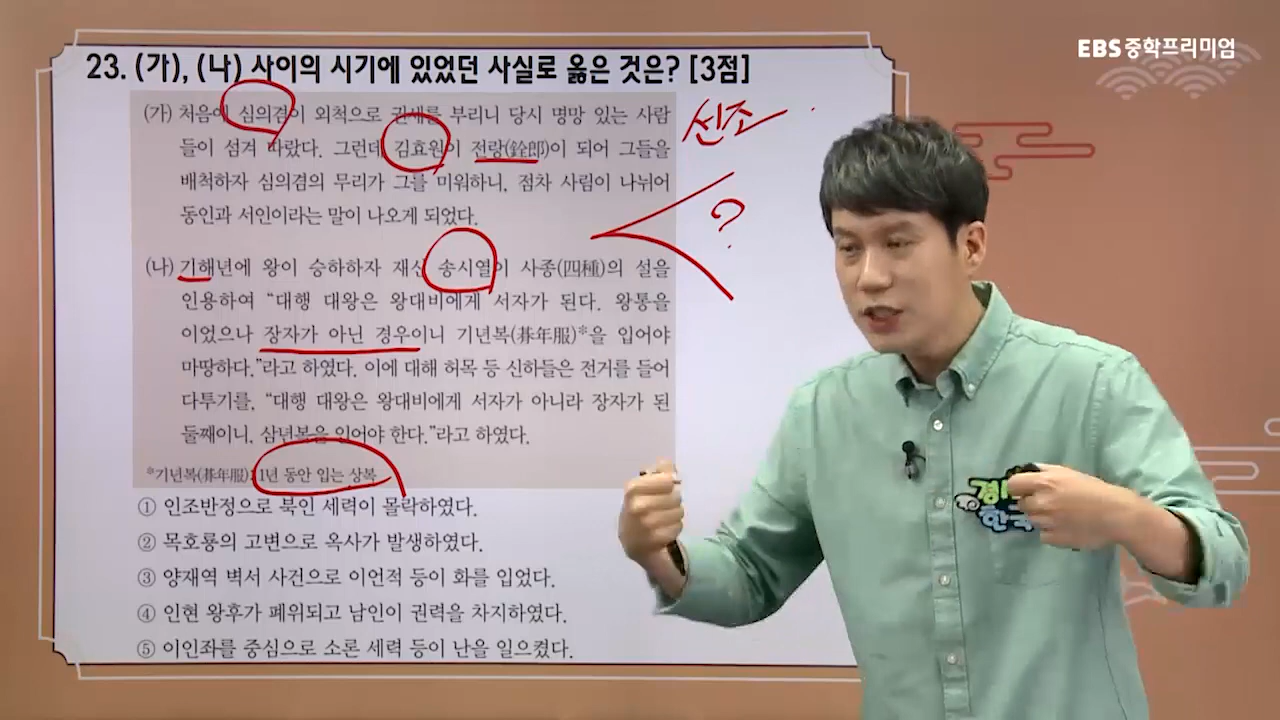 EBS 중학프리미엄
23. (가), (나) 사이의 시기에 있었던 사실로 옳은 것은? [3점]
(가) 처음에 심의겸이 외척으로 권세를 부리니 당시 명망 있는 사람
들이 섬겨 따랐다. 그런데 김효원이 전랑(銓郎)이 되어 그들을
배척하자 심의겸의 무리가 그를 미워하니, 점차 사림이 나뉘어
동인과 서인이라는 말이 나오게 되었다.
선조
?
(나) 기해년에 왕이 승하하자 재신 송시열이 사종(四種)의 설을
인용하여 “대행 대왕은 왕대비에게 서자가 된다. 왕통을
이었으나 장자가 아닌 경우이니 기년복(朞年服)*을 입어야
마땅하다.”라고 하였다. 이에 대해 허목 등 신하들은 전거를 들어
다투기를, “대행 대왕은 왕대비에게 서자가 아니라 장자가 된
둘째이니, 삼년복을 입어야 한다.”라고 하였다.
*기년복(朞年服): 1년 동안 입는 상복
① 인조반정으로 북인 세력이 몰락하였다.
② 목호룡의 고변으로 옥사가 발생하였다.
③ 양재역 벽서 사건으로 이언적 등이 화를 입었다.
④ 인현 왕후가 폐위되고 남인이 권력을 차지하였다.
⑤ 이인좌를 중심으로 소론 세력 등이 난을 일으켰다.